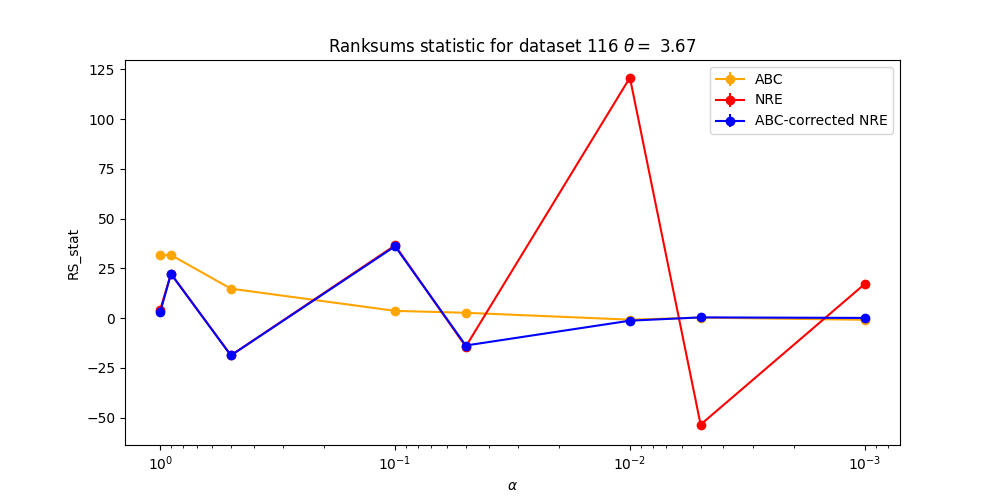 Ranksums statistic for dataset 116 θ = 3.67
RS_stat
125
100
75
50
25
0
−25
−50
ABC
NRE
ABC-corrected NRE
10⁰
10⁻¹
10⁻²
10⁻³
α